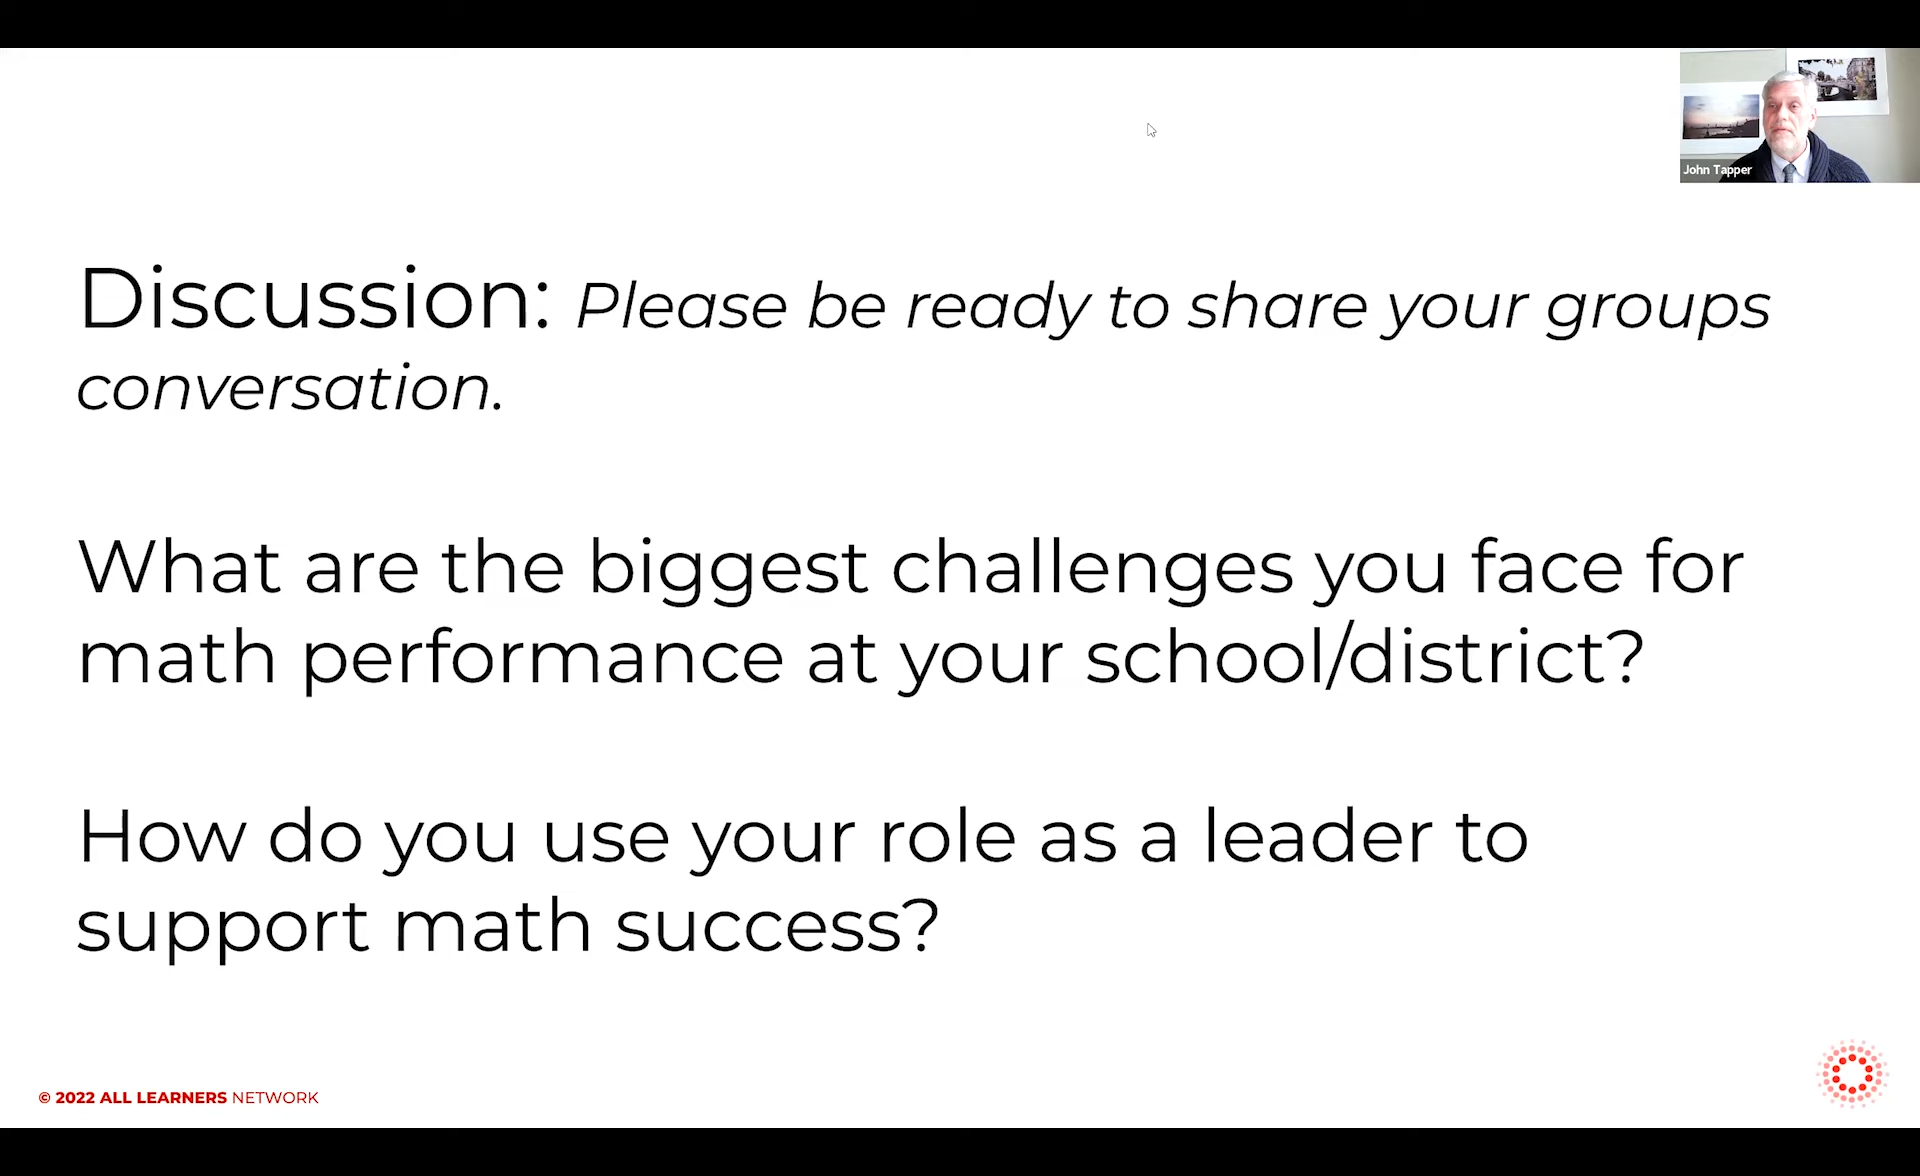 John Tapper
Discussion: Please be ready to share your groups
conversation.
What are the biggest challenges you face for
math performance at your school/district?
How do you use your role as a leader to
support math success?
© 2022 ALL LEARNERS NETWORK